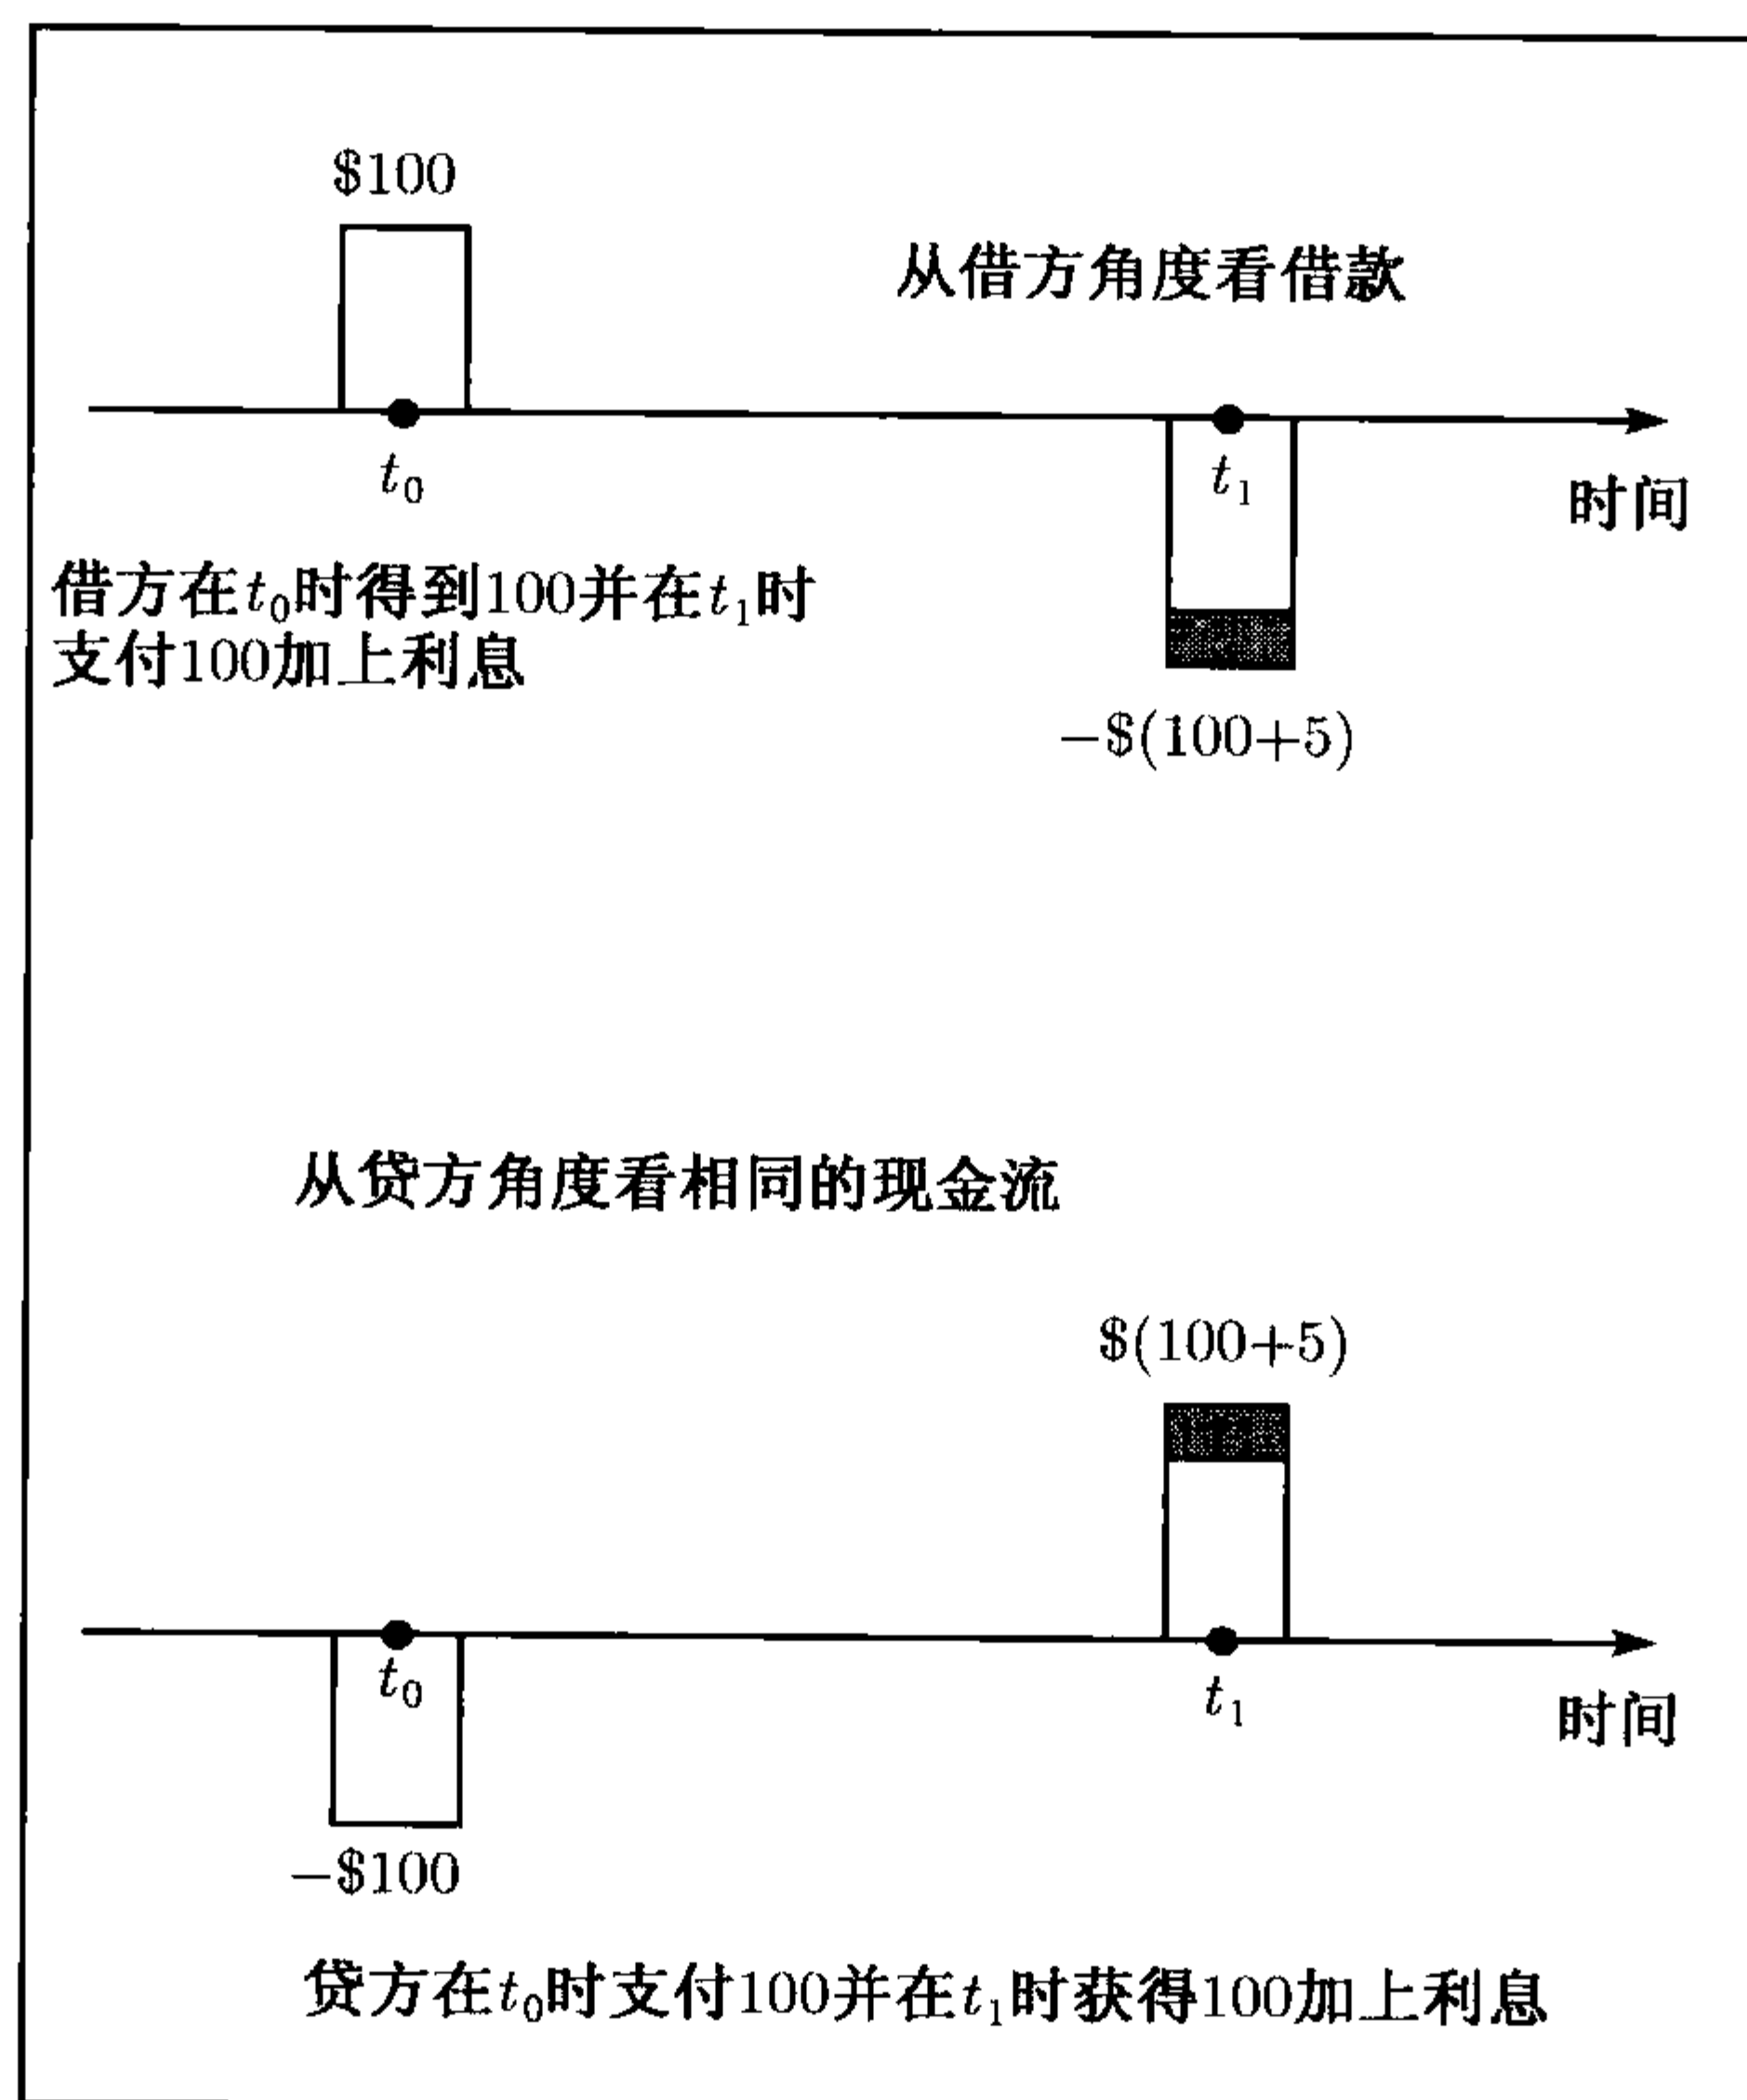 $100
从借方角度看借款
t₀
t₁
时间
借方在t₀时得到100并在t₁时
支付100加上利息
−$(100+5)
从贷方角度看相同的现金流
$(100+5)
t₀
t₁
时间
−$100
贷方在t₀时支付100并在t₁时获得100加上利息